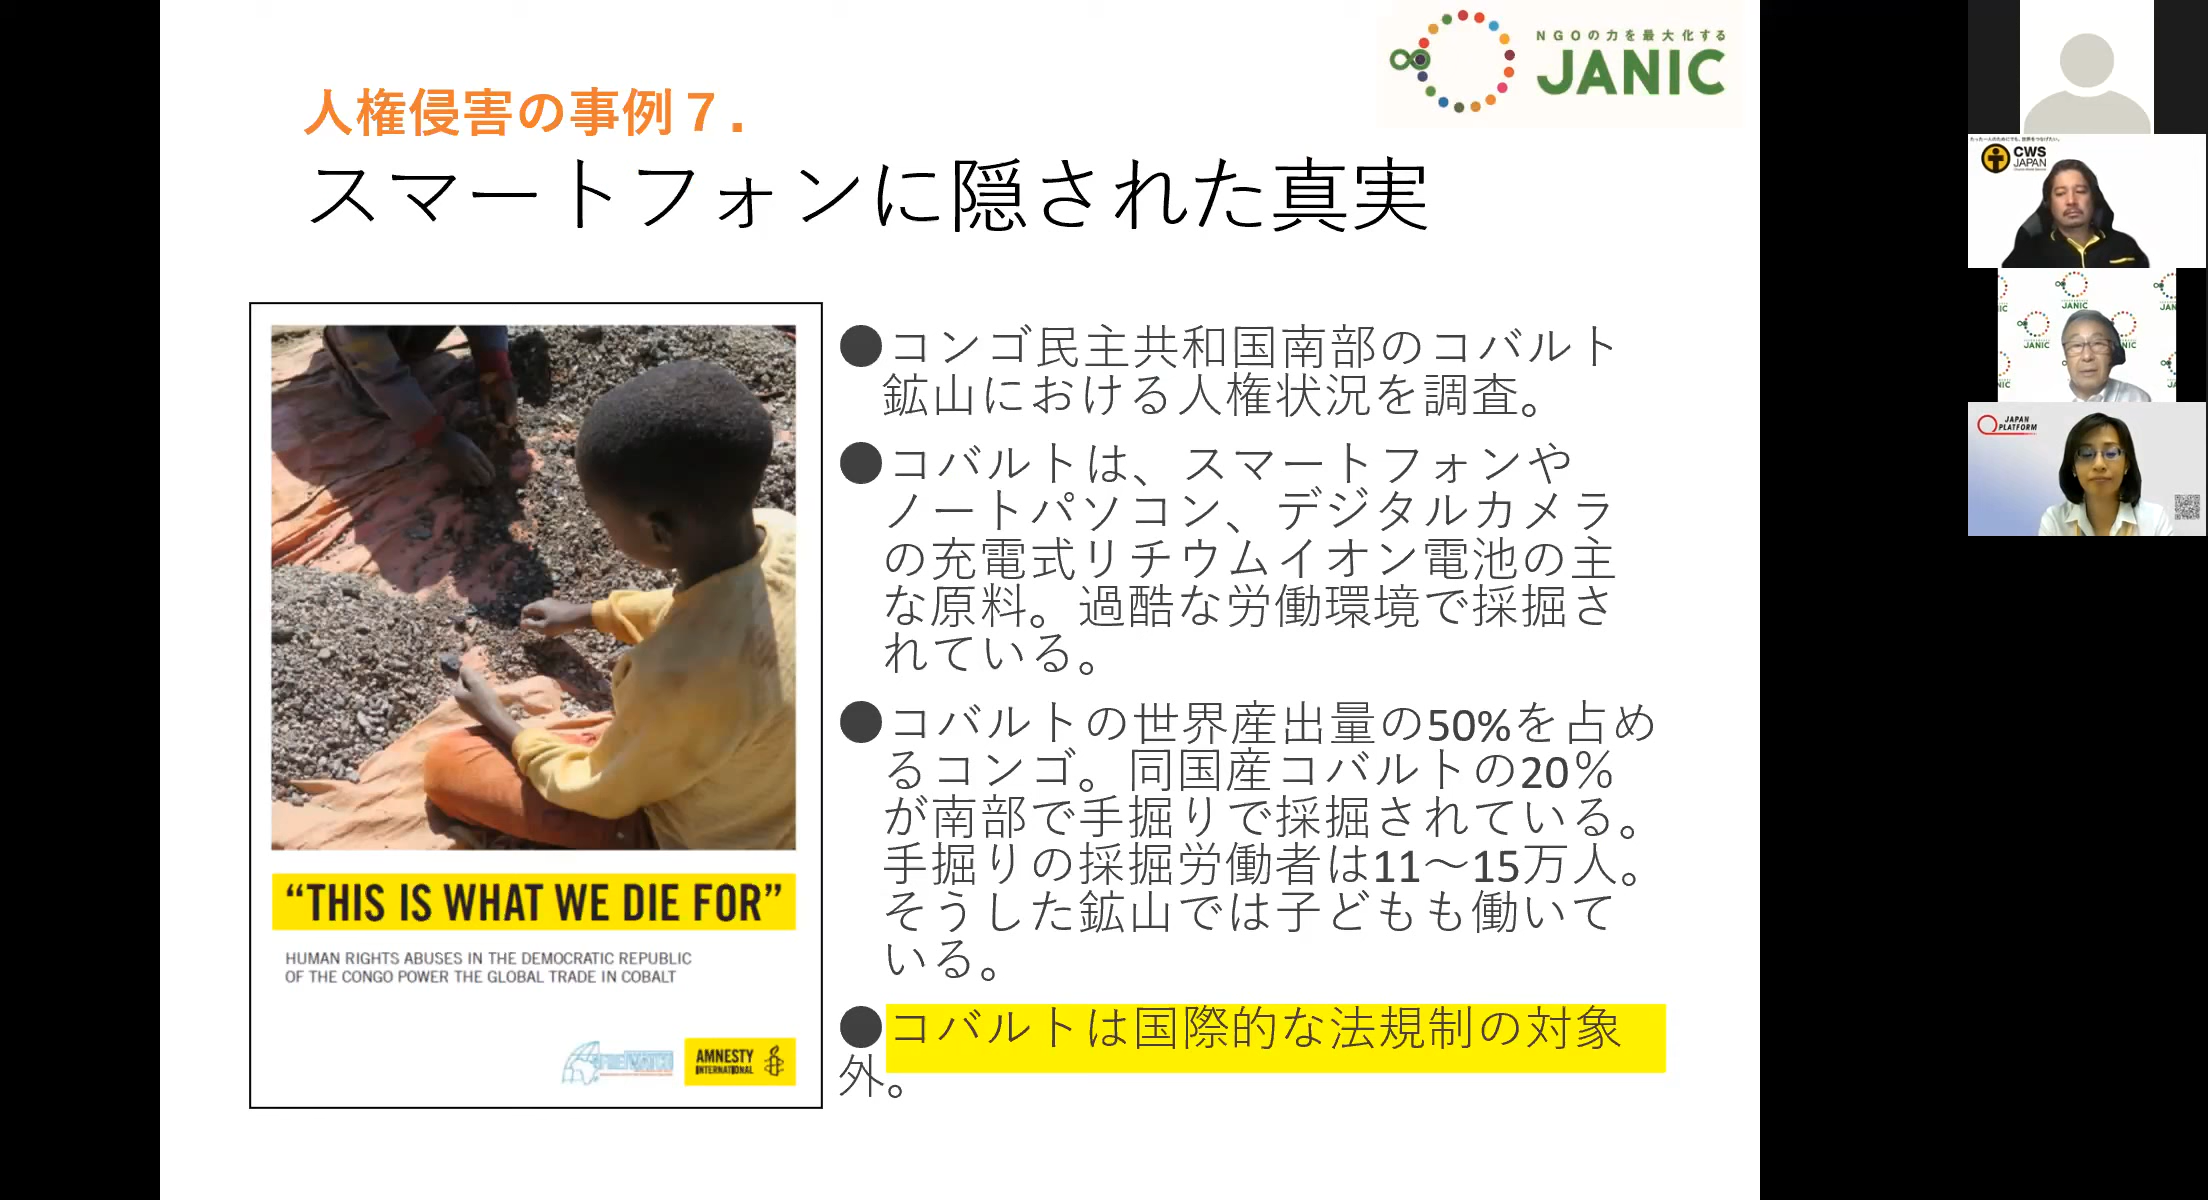 NGOの力を最大化する
JANIC
人権侵害の事例７.
スマートフォンに隠された真実
●コンゴ民主共和国南部のコバルト
鉱山における人権状況を調査。
●コバルトは、スマートフォンや
ノートパソコン、デジタルカメラ
の充電式リチウムイオン電池の主
な原料。過酷な労働環境で採掘さ
れている。
●コバルトの世界産出量の50%を占め
るコンゴ。同国産コバルトの20％
が南部で手掘りで採掘されている。
手掘りの採掘労働者は11～15万人。
そうした鉱山では子どもも働いて
いる。
●コバルトは国際的な法規制の対象
外。
“THIS IS WHAT WE DIE FOR”
HUMAN RIGHTS ABUSES IN THE DEMOCRATIC REPUBLIC
OF THE CONGO POWER THE GLOBAL TRADE IN COBALT
AMNESTY
INTERNATIONAL
CWS
JAPAN
JANIC
JANIC
JAPAN
PLATFORM